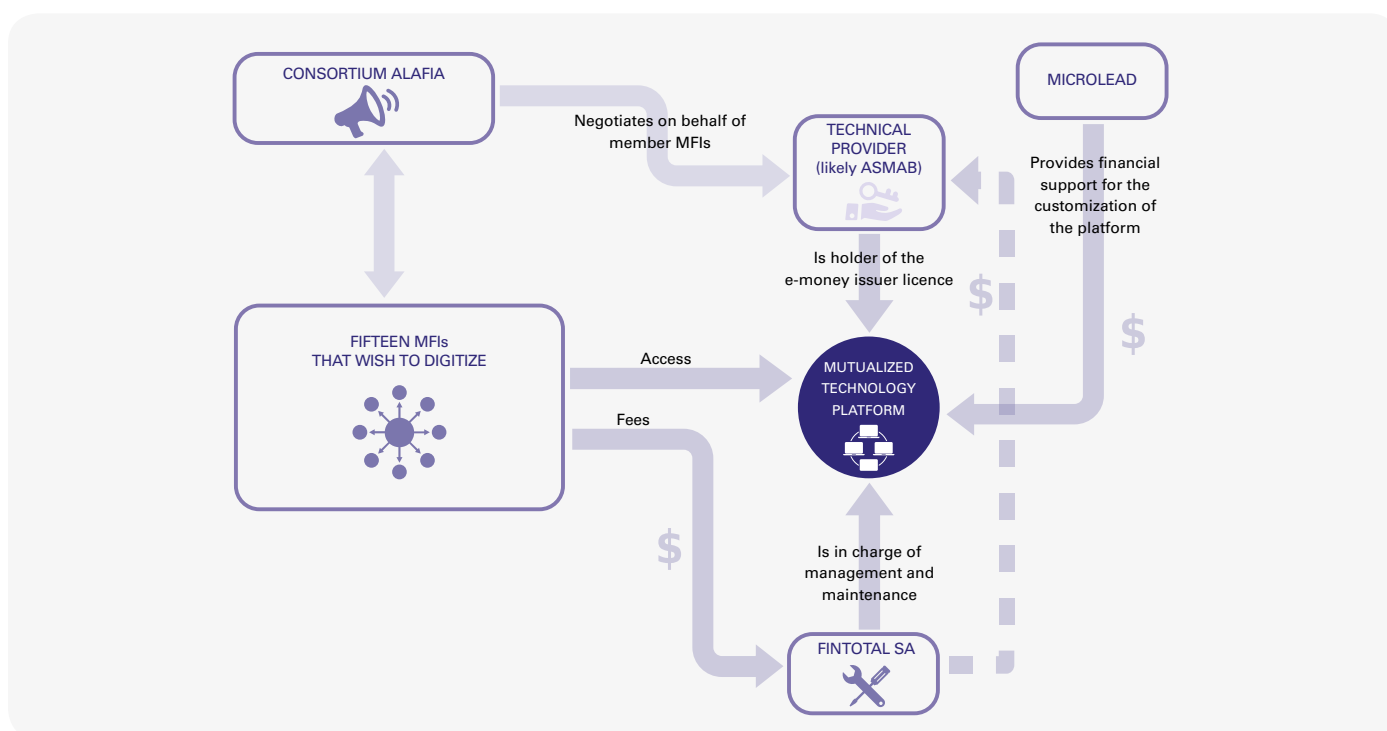 CONSORTIUM ALAFIA
MICROLEAD
Negotiates on behalf of
member MFIs
TECHNICAL
PROVIDER
(likely ASMAB)
Provides financial
support for the
customization of
the platform
Is holder of the
e-money issuer licence
$
$
FIFTEEN MFIs
THAT WISH TO DIGITIZE
Access
Fees
MUTUALIZED
TECHNOLOGY
PLATFORM
$
Is in charge of
management and
maintenance
FINTOTAL SA